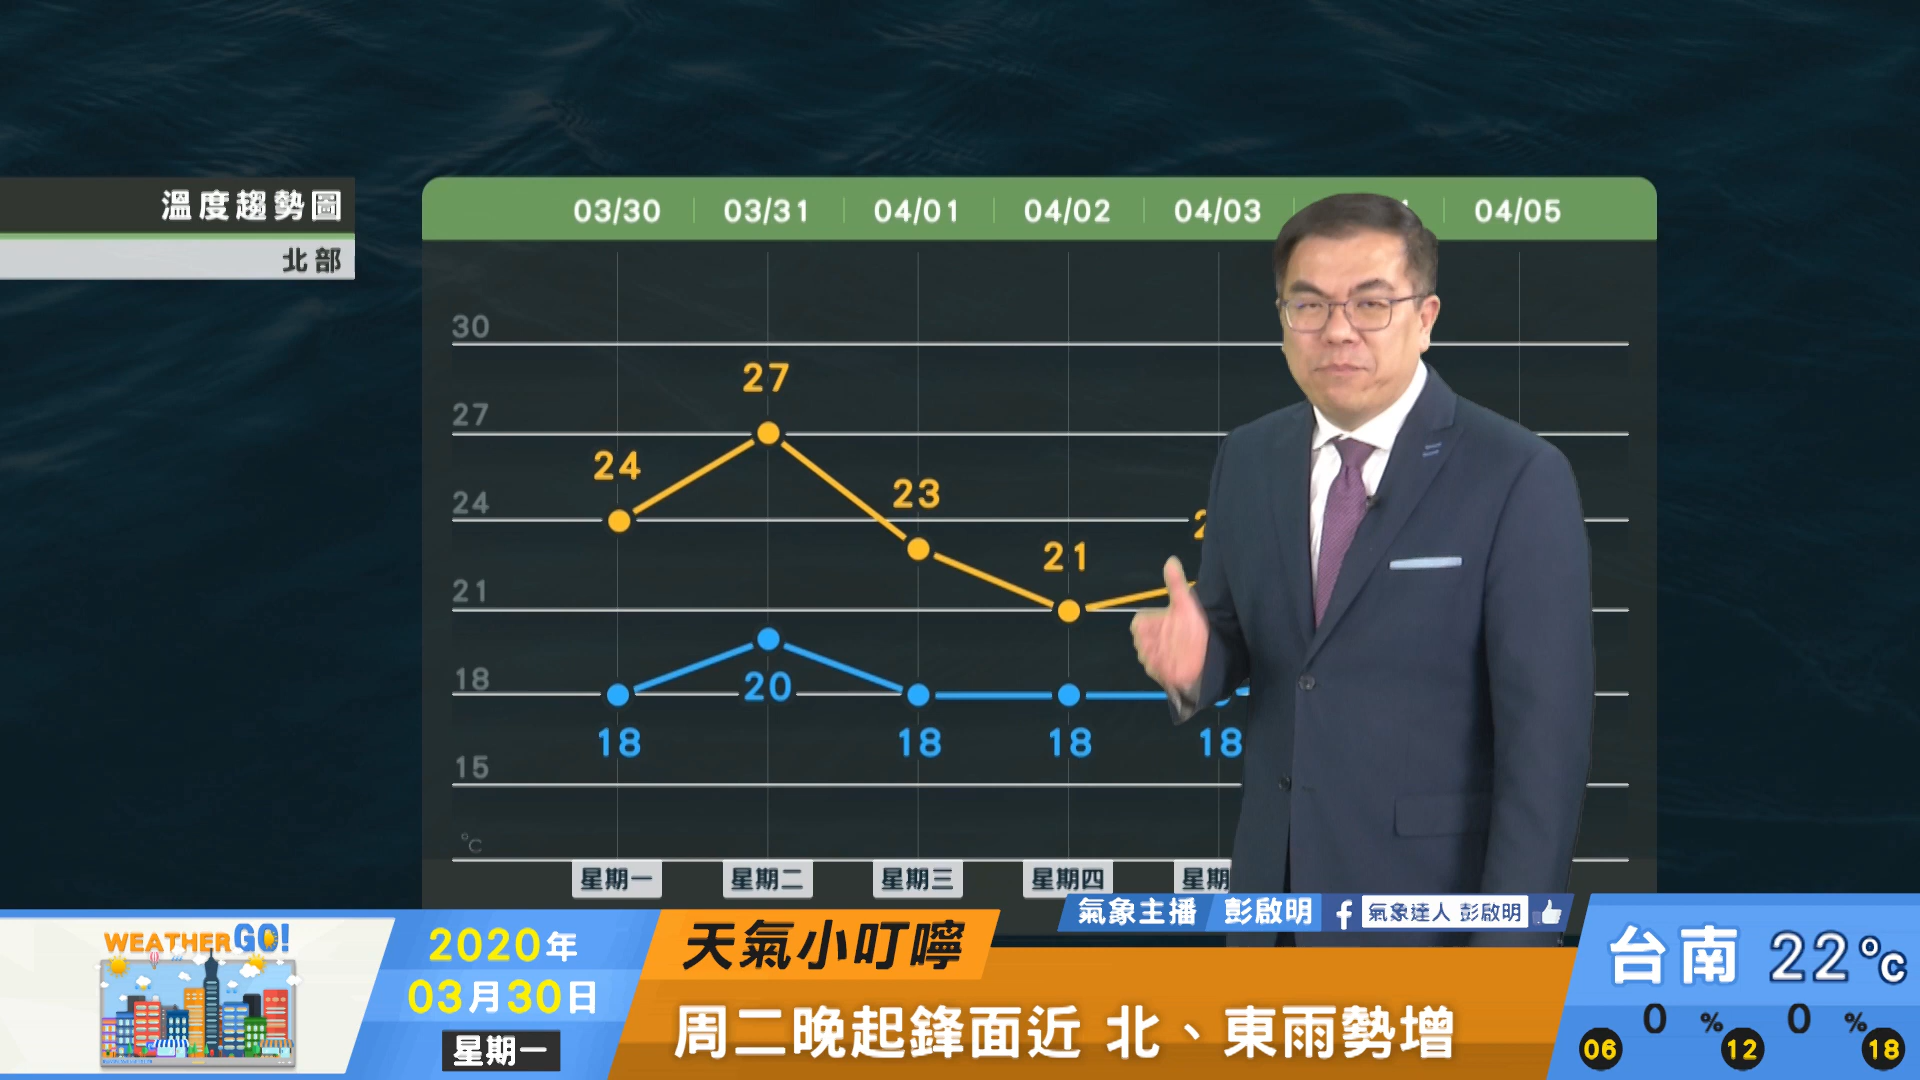 溫度趨勢圖
北部
03/30 03/31 04/01 04/02 04/03 04/05
30
27
24
21
18
15
°C
24 27 23 21
18 20 18 18 18
星期一 星期二 星期三 星期四 星期
氣象主播 彭啟明 f 氣象達人 彭啟明
WEATHER GO!
2020年
03月30日
星期一
天氣小叮嚀
周二晚起鋒面近 北、東雨勢增
台南 22°C
0 % 0 %
06 12 18